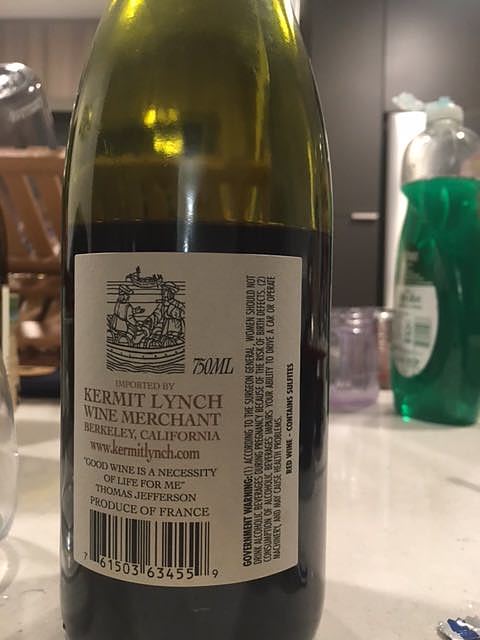 750ML
IMPORTED BY
KERMIT LYNCH
WINE MERCHANT
BERKELEY, CALIFORNIA
www.kermitlynch.com
"GOOD WINE IS A NECESSITY
OF LIFE FOR ME"
THOMAS JEFFERSON
PRODUCE OF FRANCE
7 61503 63455 9
GOVERNMENT WARNING:(1) ACCORDING TO THE SURGEON GENERAL, WOMEN SHOULD NOT
DRINK ALCOHOLIC BEVERAGES DURING PREGNANCY BECAUSE OF THE RISK OF BIRTH DEFECTS. (2)
CONSUMPTION OF ALCOHOLIC BEVERAGES IMPAIRS YOUR ABILITY TO DRIVE A CAR OR OPERATE
MACHINERY, AND MAY CAUSE HEALTH PROBLEMS.
RED WINE - CONTAINS SULFITES